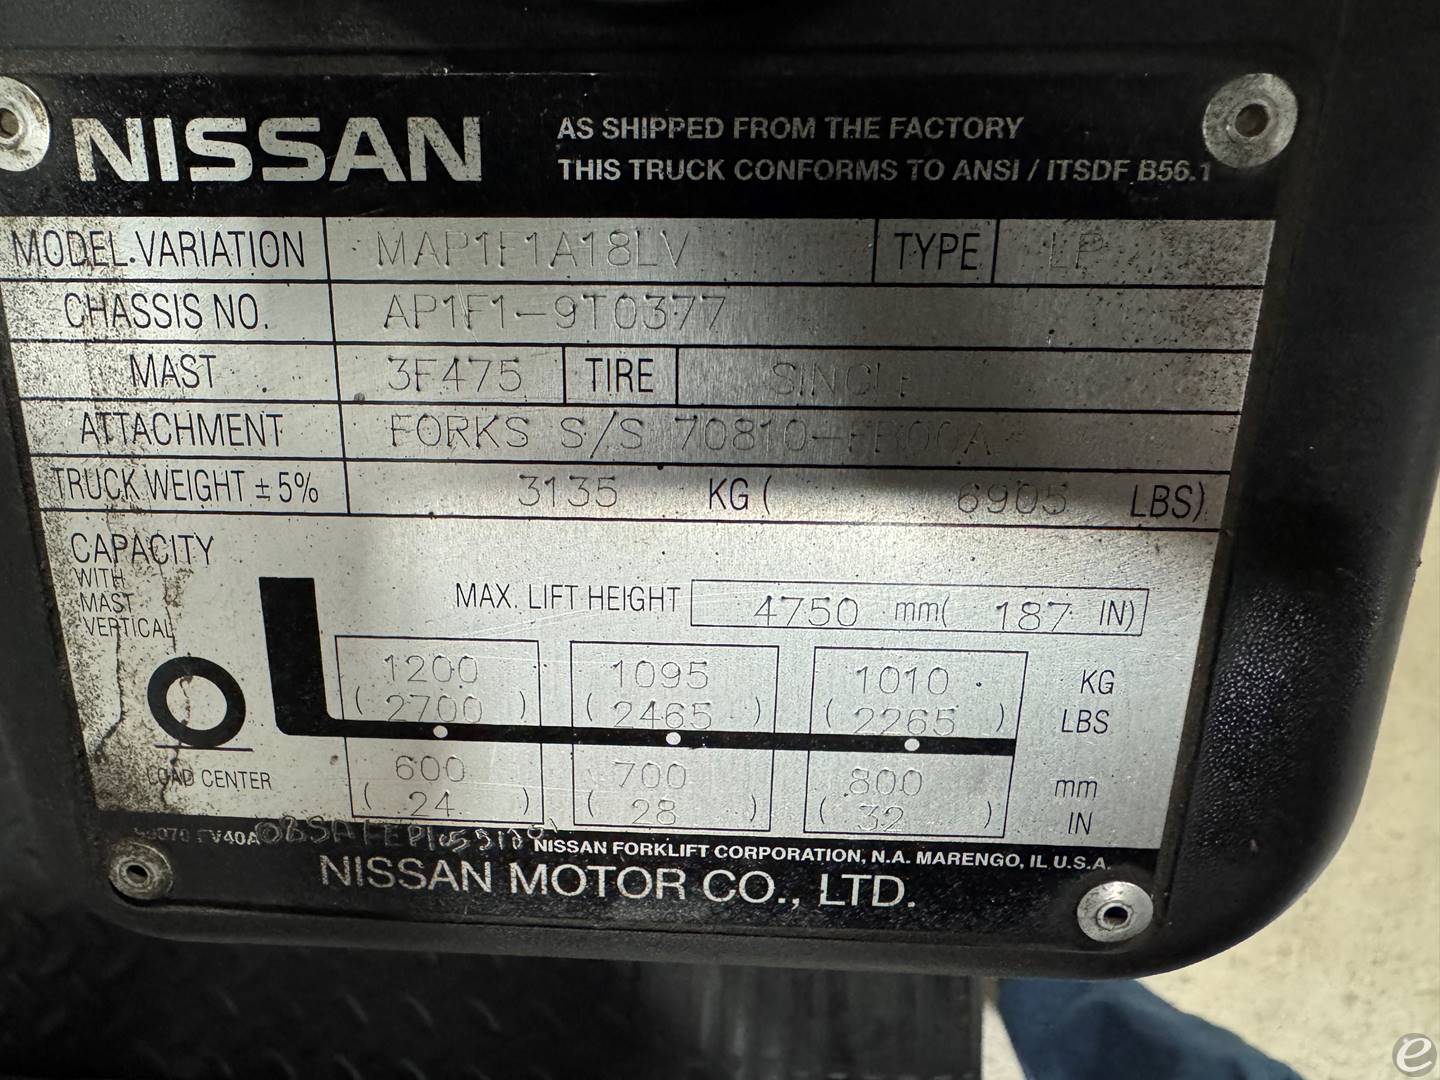 NISSAN
AS SHIPPED FROM THE FACTORY
THIS TRUCK CONFORMS TO ANSI / ITSDF B56.1
MODEL.VARIATION MAP1F1A18LV TYPE LP
CHASSIS NO. AP1F1-9T0377
MAST 3F475 TIRE SINGLE
ATTACHMENT FORKS S/S
TRUCK WEIGHT ± 5% 3135 KG ( 6905 LBS)
CAPACITY
WITH
MAST
VERTICAL
MAX. LIFT HEIGHT 4750 mm( 187 IN)
1200 1095 1010 KG
( 2700 ) ( 2465 ) ( 2265 ) LBS
LOAD CENTER
600 700 800 mm
( 24 ) ( 28 ) ( 32 ) IN
NISSAN FORKLIFT CORPORATION, N.A. MARENGO, IL U.S.A.
NISSAN MOTOR CO., LTD.
e